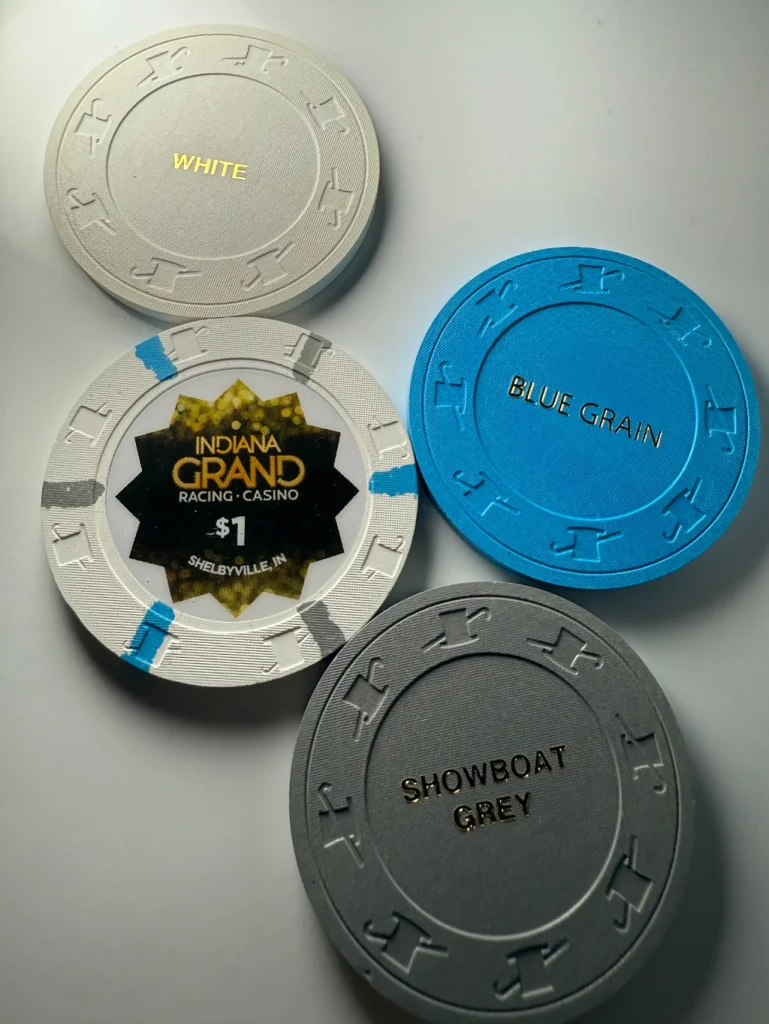 WHITE
INDIANA
GRAND
RACING · CASINO
$1
SHELBYVILLE, IN
BLUE GRAIN
SHOWBOAT
GREY